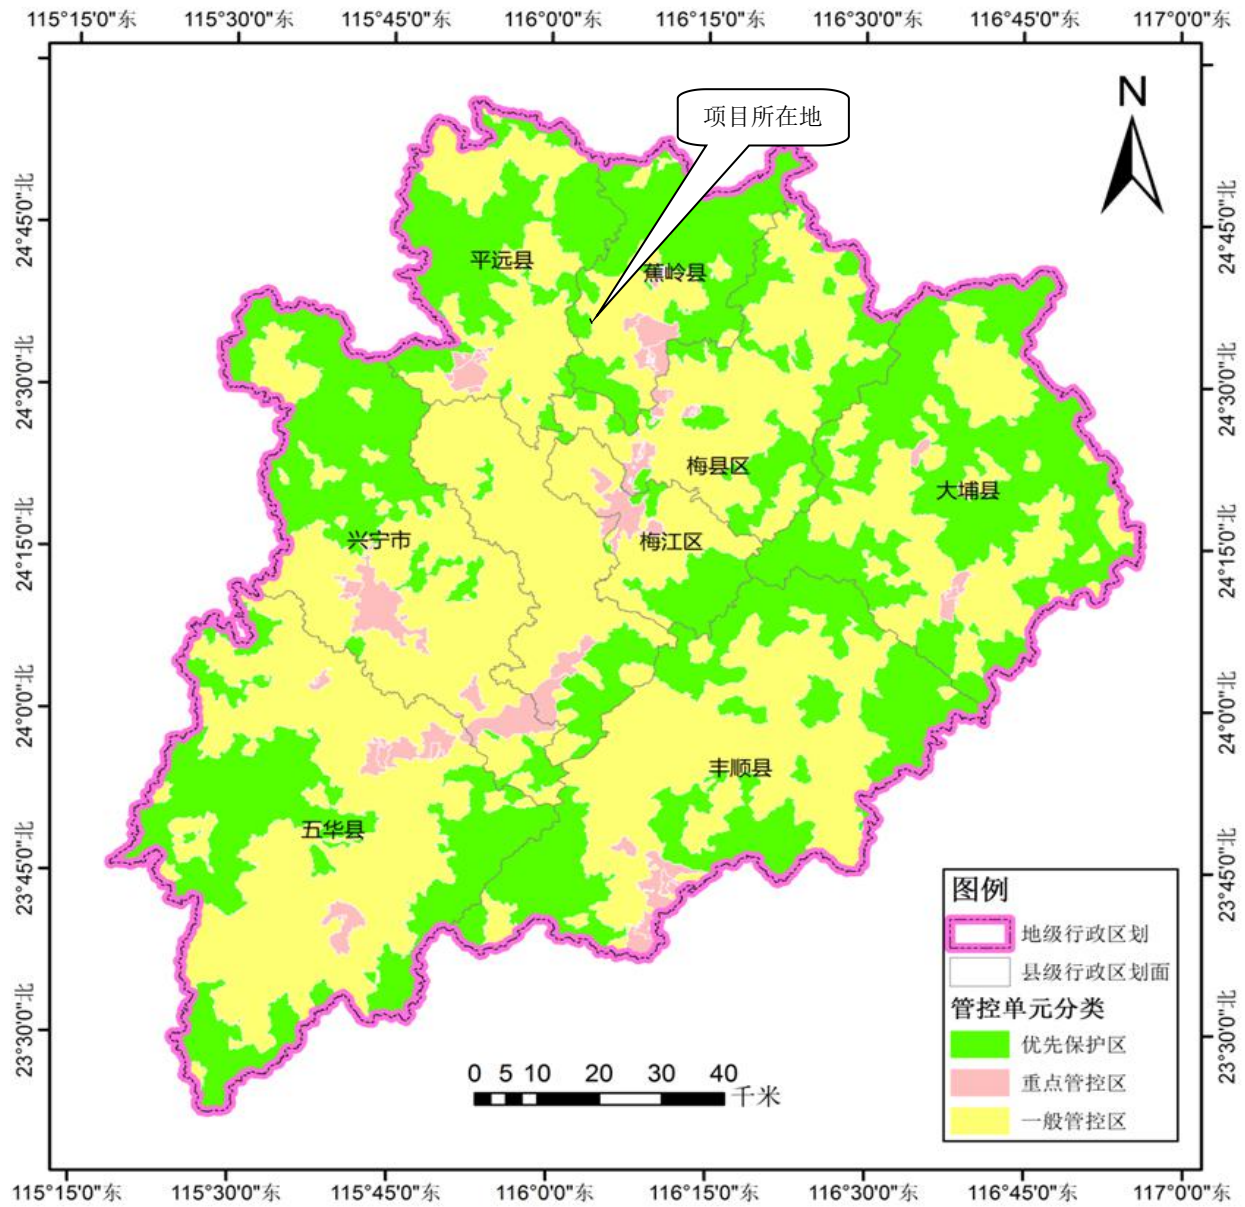 115°15'0"东 115°30'0"东 115°45'0"东 116°0'0"东 116°15'0"东 116°30'0"东 116°45'0"东 117°0'0"东
项目所在地
N
24°45'0"北
24°45'0"北
平远县
蕉岭县
24°30'0"北
24°30'0"北
梅县区
大埔县
24°15'0"北
24°15'0"北
兴宁市
梅江区
24°0'0"北
24°0'0"北
丰顺县
五华县
23°45'0"北
23°45'0"北
图例
地级行政区划
县级行政区划面
管控单元分类
优先保护区
重点管控区
一般管控区
23°30'0"北
23°30'0"北
0 5 10 20 30 40
千米
115°15'0"东 115°30'0"东 115°45'0"东 116°0'0"东 116°15'0"东 116°30'0"东 116°45'0"东 117°0'0"东